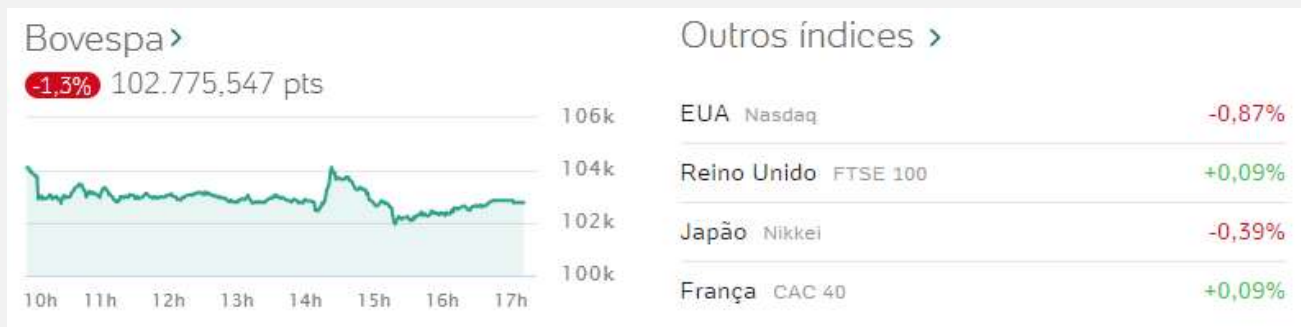 Bovespa >
-1,3% 102.775,547 pts
106k
104k
102k
100k
10h 11h 12h 13h 14h 15h 16h 17h
Outros índices >
EUA Nasdaq -0,87%
Reino Unido FTSE 100 +0,09%
Japão Nikkei -0,39%
França CAC 40 +0,09%